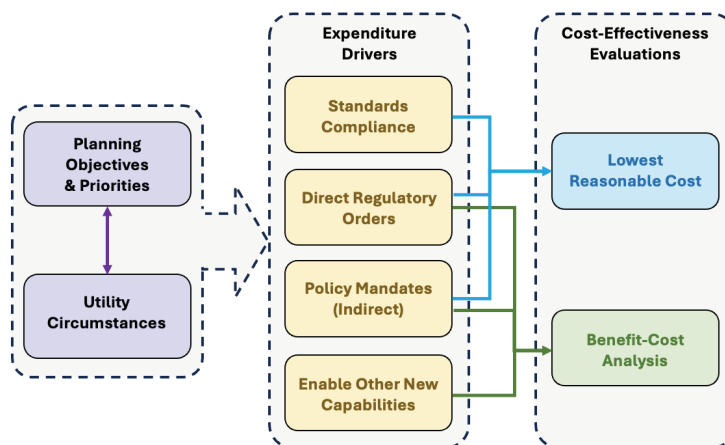 Planning
Objectives
& Priorities
Utility
Circumstances
Expenditure
Drivers
Standards
Compliance
Direct Regulatory
Orders
Policy Mandates
(Indirect)
Enable Other New
Capabilities
Cost-Effectiveness
Evaluations
Lowest
Reasonable Cost
Benefit-Cost
Analysis